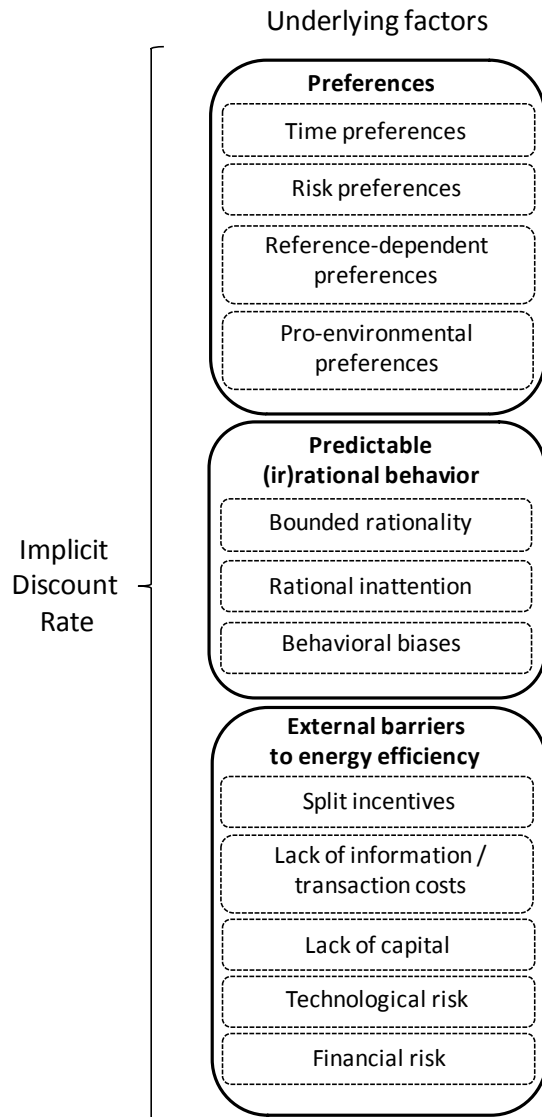 Underlying factors
Preferences
Time preferences
Risk preferences
Reference-dependent
preferences
Pro-environmental
preferences
Predictable
(ir)rational behavior
Bounded rationality
Rational inattention
Behavioral biases
Implicit
Discount
Rate
External barriers
to energy efficiency
Split incentives
Lack of information /
transaction costs
Lack of capital
Technological risk
Financial risk